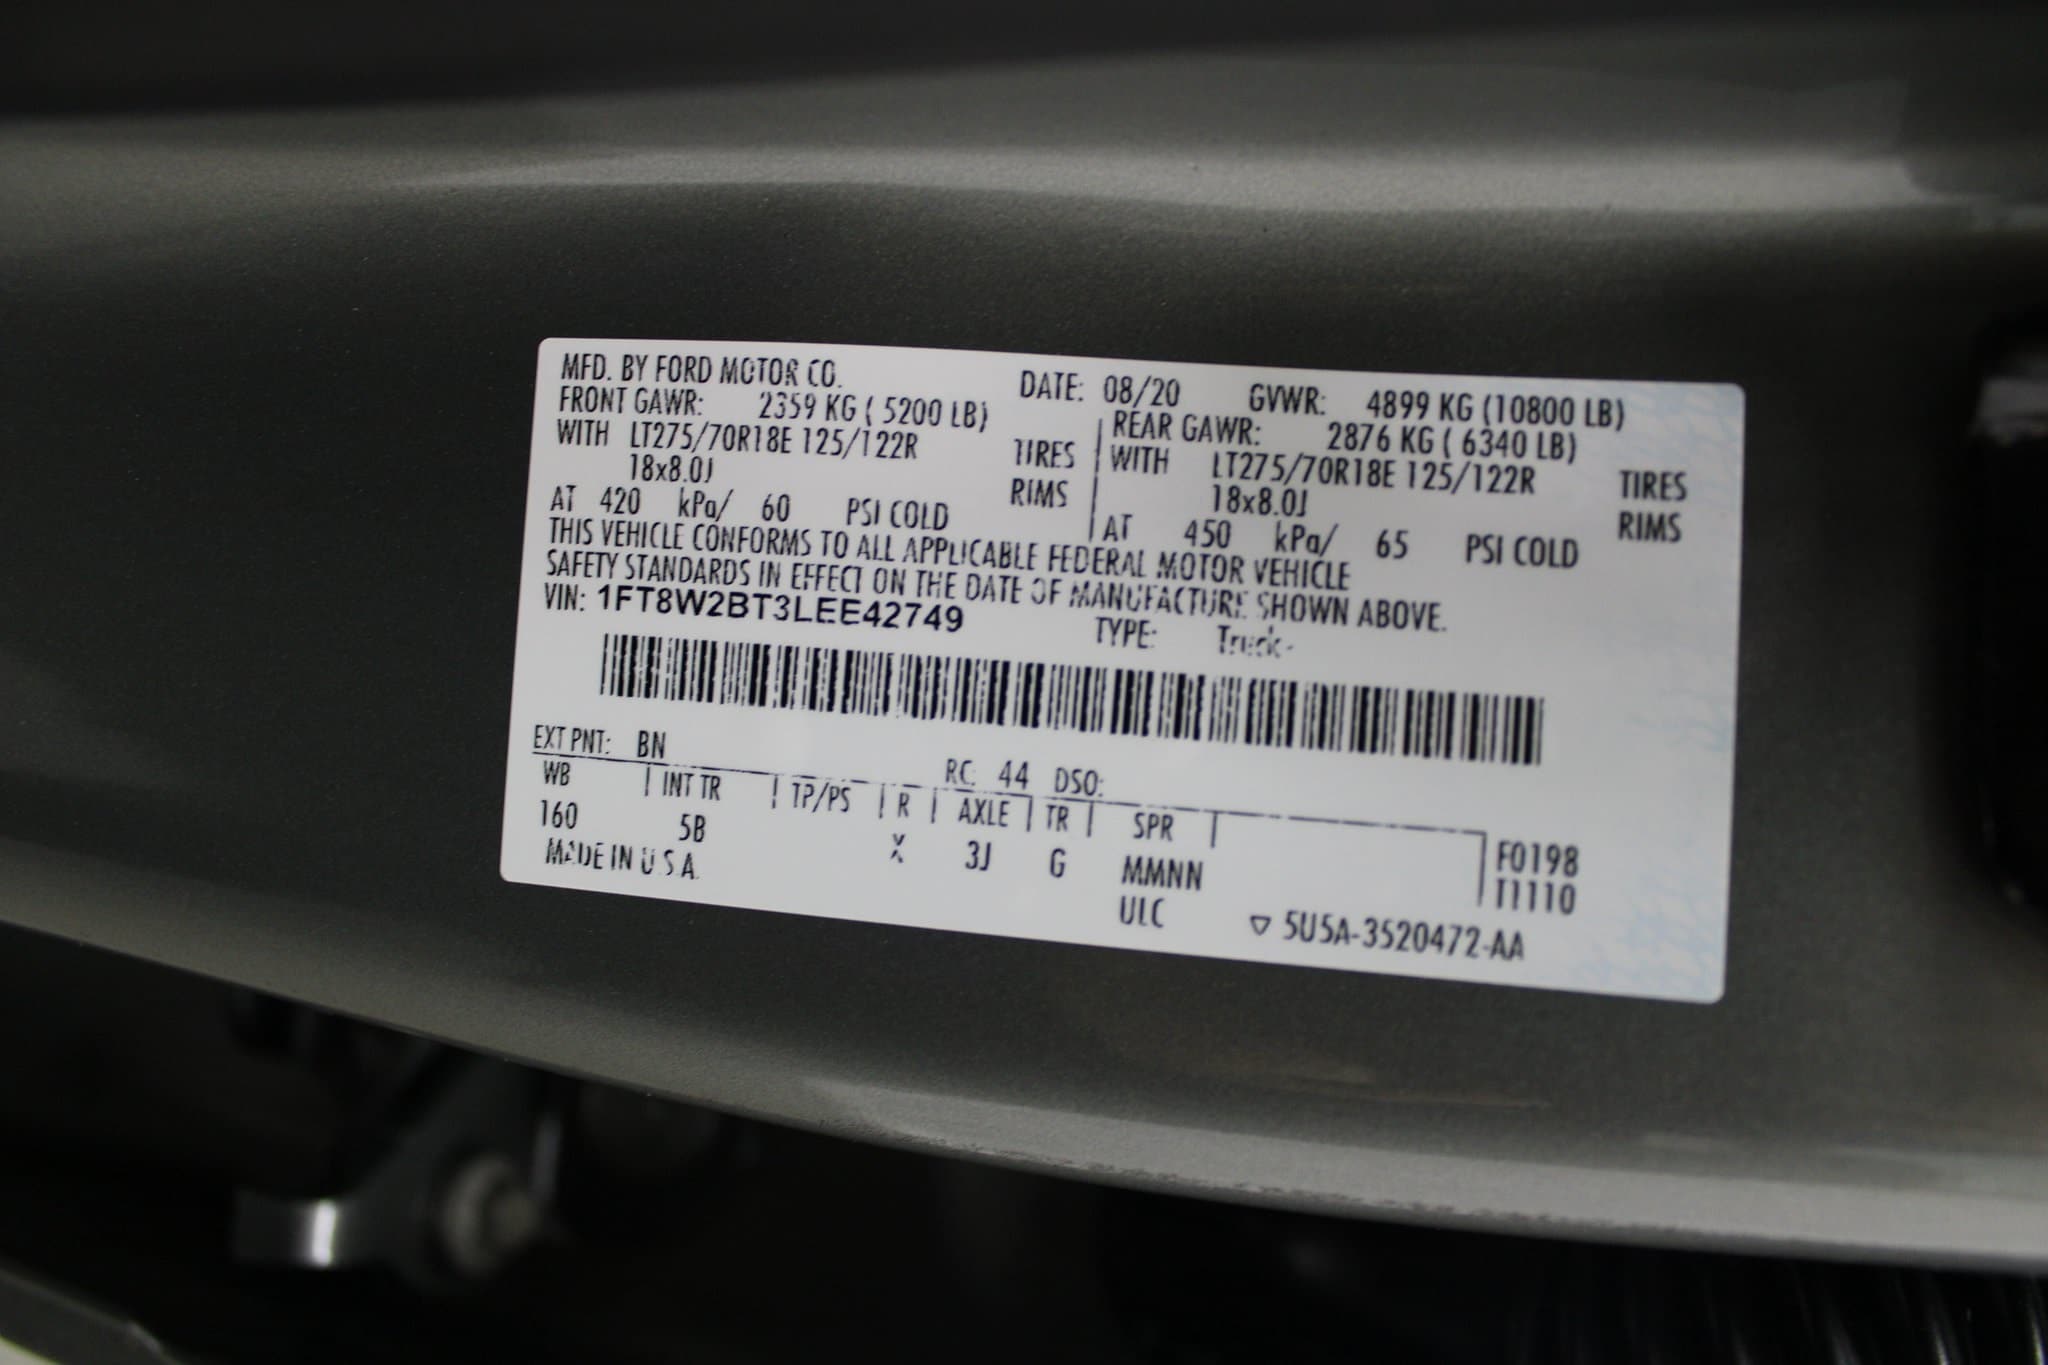 MFD. BY FORD MOTOR CO. DATE: 08/20 GVWR: 4899 KG (10800 LB)
FRONT GAWR: 2359 KG ( 5200 LB) REAR GAWR: 2876 KG ( 6340 LB)
WITH LT275/70R18E 125/122R TIRES WITH LT275/70R18E 125/122R TIRES
18x8.0J RIMS 18x8.0J RIMS
AT 420 kPa/ 60 PSI COLD AT 450 kPa/ 65 PSI COLD
THIS VEHICLE CONFORMS TO ALL APPLICABLE FEDERAL MOTOR VEHICLE
SAFETY STANDARDS IN EFFECT ON THE DATE OF MANUFACTURE SHOWN ABOVE.
VIN: 1FT8W2BT3LEE42749 TYPE: Truck
EXT PNT: BN RC: 44 DSO:
WB INT TR TP/PS R AXLE TR SPR
160 5B X 3J G MMNN F0198
MADE IN U.S.A. ULC T1110
5U5A-3520472-AA